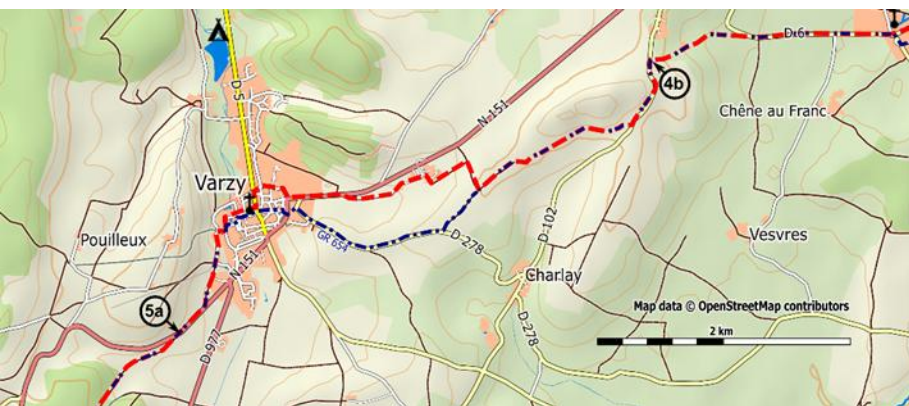 D-5
N 151
D-6
4b
Chêne au Franc
Varzy
Pouilleux
GR 654
D-278
D-102
Vesvres
N-151
Charlay
5a
Map data © OpenStreetMap contributors
2 km
D-977
D-278